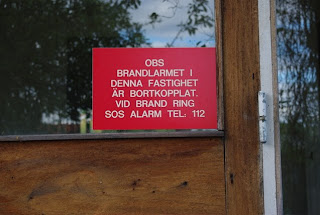 OBS
BRANDLARMET I
DENNA FASTIGHET
ÄR BORTKOPPLAT.
VID BRAND RING
SOS ALARM TEL: 112